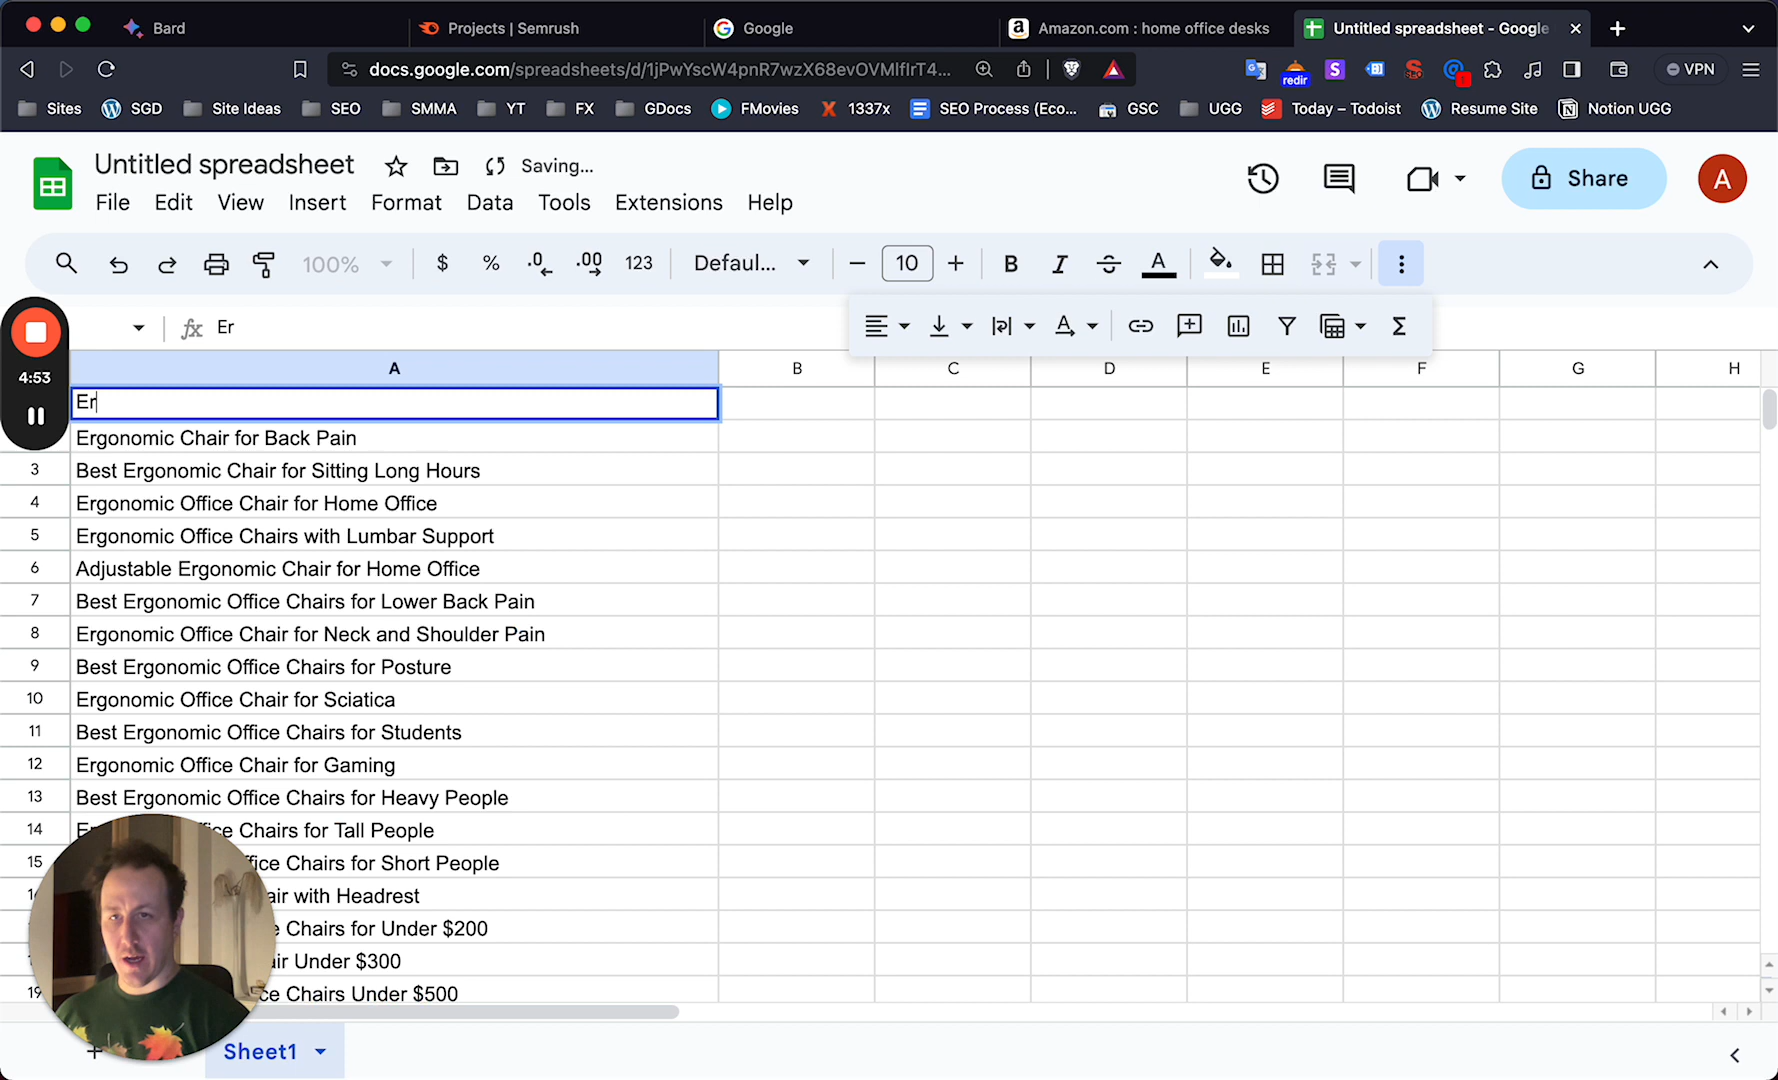 Bard
Projects | Semrush
Google
Amazon.com : home office desks
Untitled spreadsheet - Google
docs.google.com/spreadsheets/d/1jPwYscW4pnR7wzX68evOVMIfIrT4...
redir
VPN
Sites
SGD
Site Ideas
SEO
SMMA
YT
FX
GDocs
FMovies
1337x
SEO Process (Eco...
GSC
UGG
Today – Todoist
Resume Site
Notion UGG
Untitled spreadsheet
Saving...
Share
A
File Edit View Insert Format Data Tools Extensions Help
100% $ % .0 .00 123 Defaul... − 10 + B I A
fx Er
4:53
A B C D E F G H
Er
Ergonomic Chair for Back Pain
3 Best Ergonomic Chair for Sitting Long Hours
4 Ergonomic Office Chair for Home Office
5 Ergonomic Office Chairs with Lumbar Support
6 Adjustable Ergonomic Chair for Home Office
7 Best Ergonomic Office Chairs for Lower Back Pain
8 Ergonomic Office Chair for Neck and Shoulder Pain
9 Best Ergonomic Office Chairs for Posture
10 Ergonomic Office Chair for Sciatica
11 Best Ergonomic Office Chairs for Students
12 Ergonomic Office Chair for Gaming
13 Best Ergonomic Office Chairs for Heavy People
14 Chairs for Tall People
15 Chairs for Short People
with Headrest
Chairs for Under $200
Under $300
19 Chairs Under $500
Sheet1